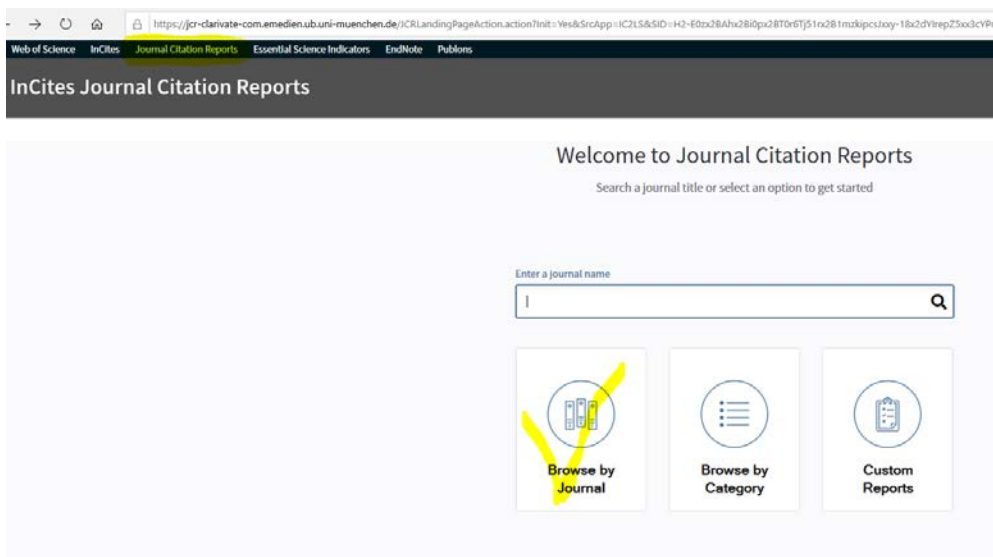 https://jcr-clarivate-com.emedien.ub.uni-muenchen.de/JCRLandingPageAction.action?Init=Yes&SrcApp=IC2LS&SID=H2-
Web of Science InCites Journal Citation Reports Essential Science Indicators EndNote Publons
InCites Journal Citation Reports
Welcome to Journal Citation Reports
Search a journal title or select an option to get started
Enter a journal name
Browse by
Journal
Browse by
Category
Custom
Reports